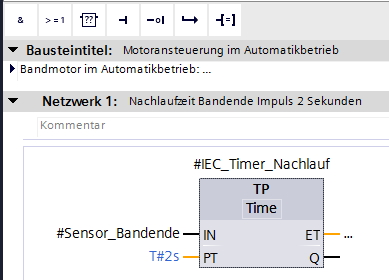 & >=1 ?? -o|
Bausteintitel: Motoransteuerung im Automatikbetrieb
Bandmotor im Automatikbetrieb: ...
Netzwerk 1: Nachlaufzeit Bandende Impuls 2 Sekunden
Kommentar
#IEC_Timer_Nachlauf
TP
Time
#Sensor_Bandende IN ET ...
T#2s PT Q